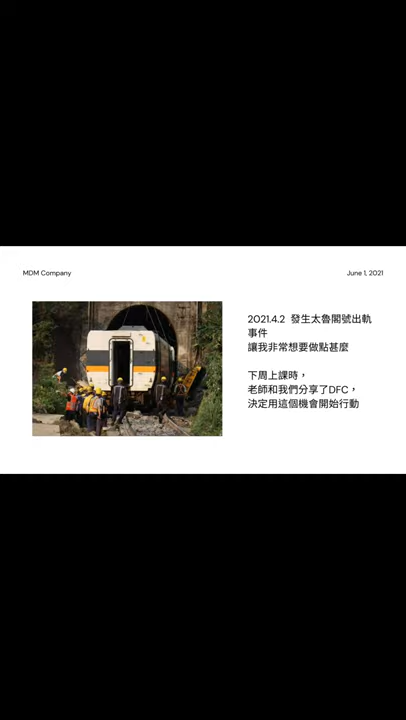 MDM Company
June 1, 2021
2021.4.2 發生太魯閣號出軌
事件
讓我非常想要做點甚麼
下周上課時，
老師和我們分享了DFC，
決定用這個機會開始行動